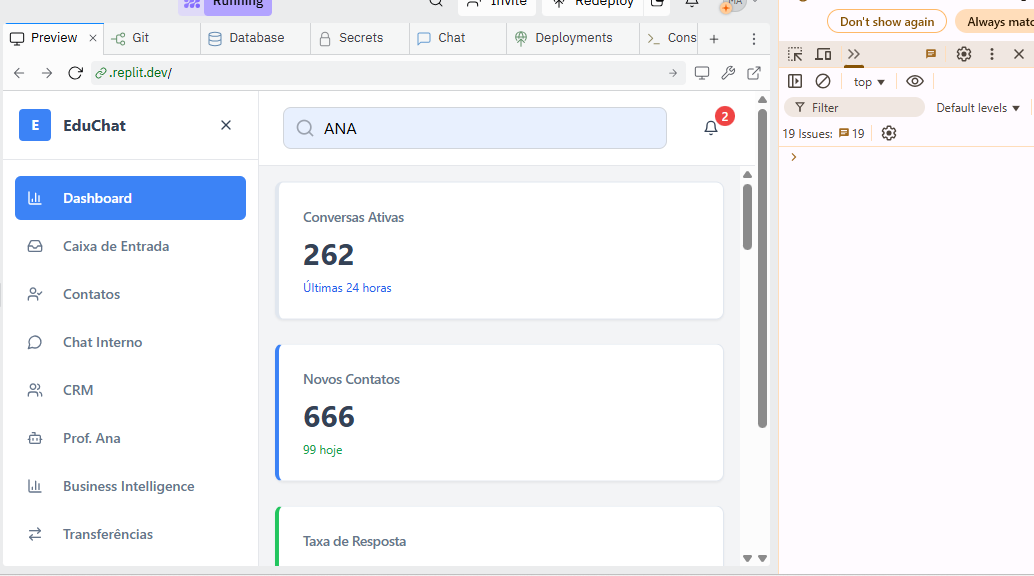 Running
Invite
Redeploy
MA
Preview
Git
Database
Secrets
Chat
Deployments
Cons
.replit.dev/
E
EduChat
Dashboard
Caixa de Entrada
Contatos
Chat Interno
CRM
Prof. Ana
Business Intelligence
Transferências
ANA
2
Conversas Ativas
262
Últimas 24 horas
Novos Contatos
666
99 hoje
Taxa de Resposta
Don't show again
Always matc
top
Filter
Default levels
19 Issues: 19